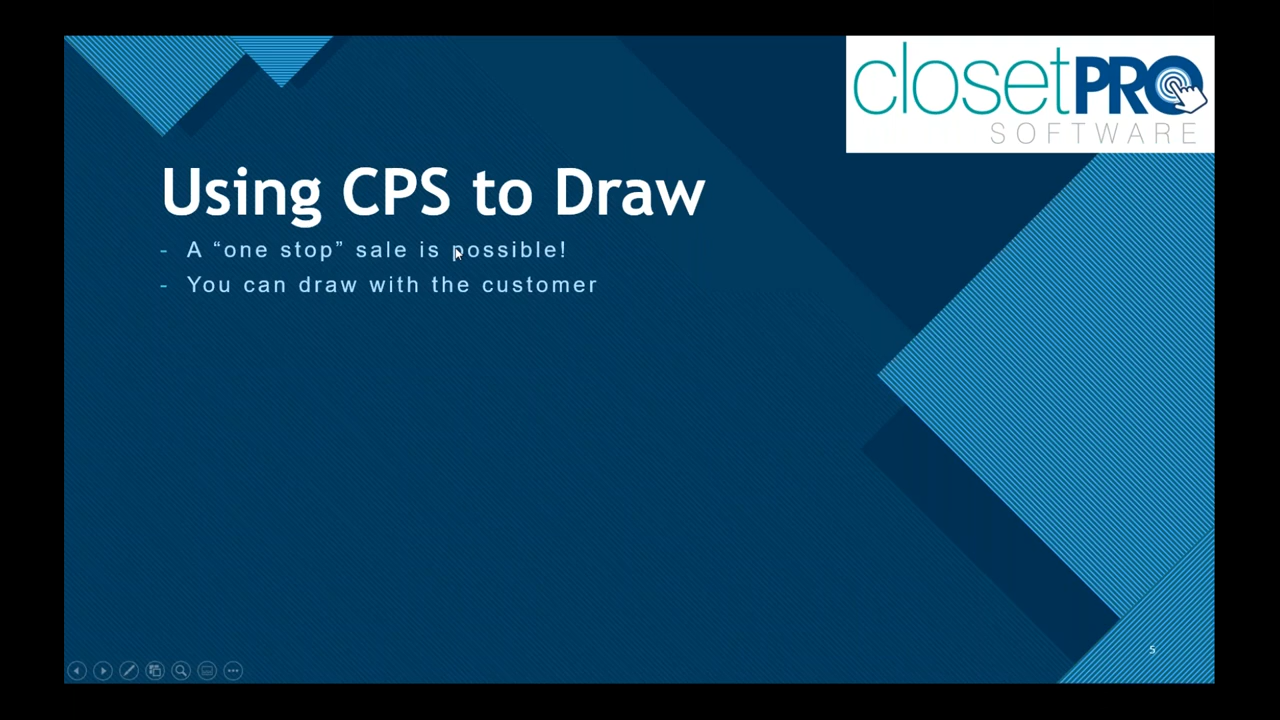 closetPRO
SOFTWARE
Using CPS to Draw
- A “one stop” sale is possible!
- You can draw with the customer
5